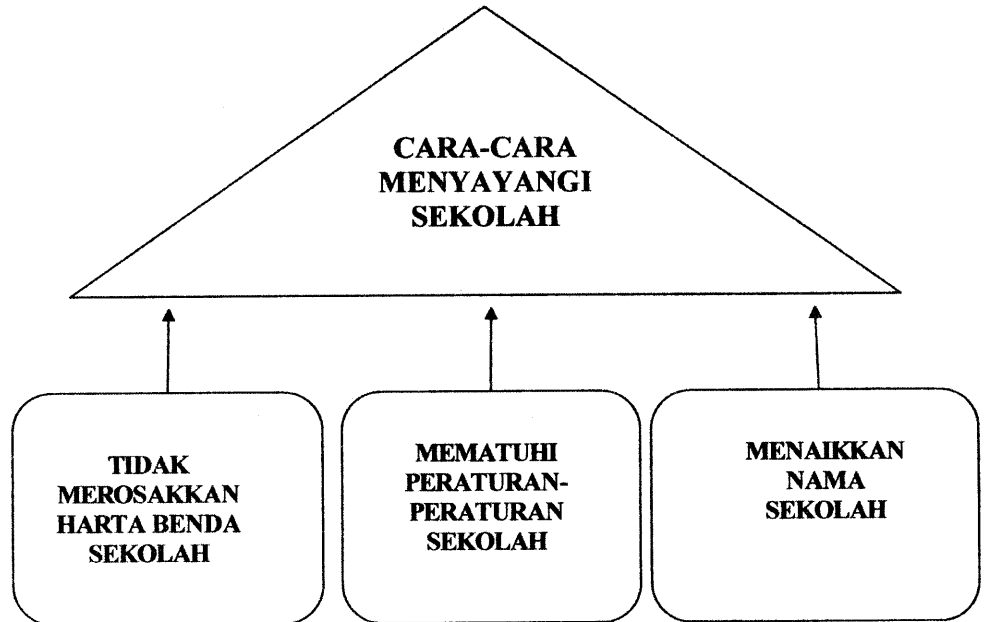 CARA-CARA
MENYAYANGI
SEKOLAH
TIDAK
MEROSAKKAN
HARTA BENDA
SEKOLAH
MEMATUHI
PERATURAN-
PERATURAN
SEKOLAH
MENAIKKAN
NAMA
SEKOLAH